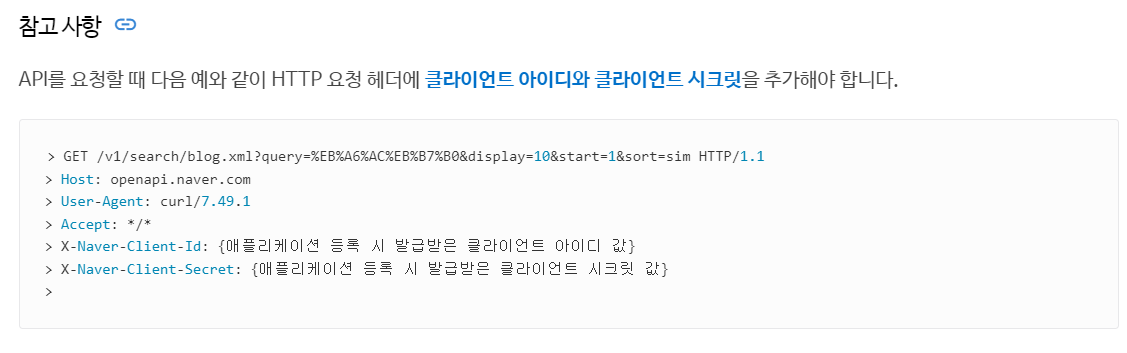 참고 사항
API를 요청할 때 다음 예와 같이 HTTP 요청 헤더에 클라이언트 아이디와 클라이언트 시크릿을 추가해야 합니다.
> GET /v1/search/blog.xml?query=%EB%A6%AC%EB%B7%B0&display=10&start=1&sort=sim HTTP/1.1
> Host: openapi.naver.com
> User-Agent: curl/7.49.1
> Accept: */*
> X-Naver-Client-Id: {애플리케이션 등록 시 발급받은 클라이언트 아이디 값}
> X-Naver-Client-Secret: {애플리케이션 등록 시 발급받은 클라이언트 시크릿 값}
>